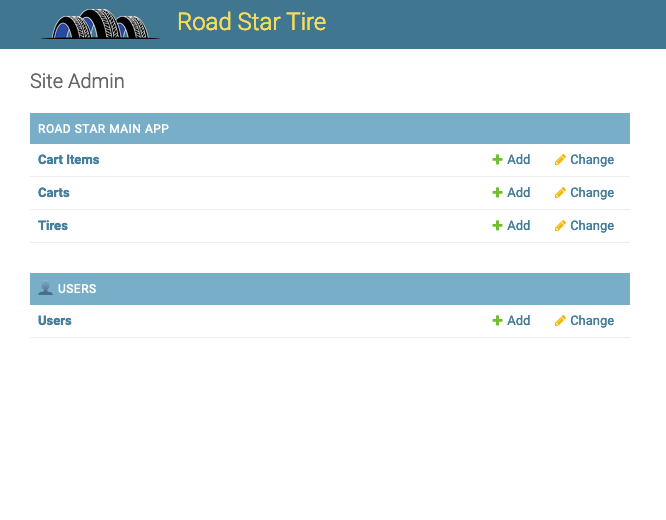 Road Star Tire
Site Admin
ROAD STAR MAIN APP
Cart Items Add Change
Carts Add Change
Tires Add Change
USERS
Users Add Change